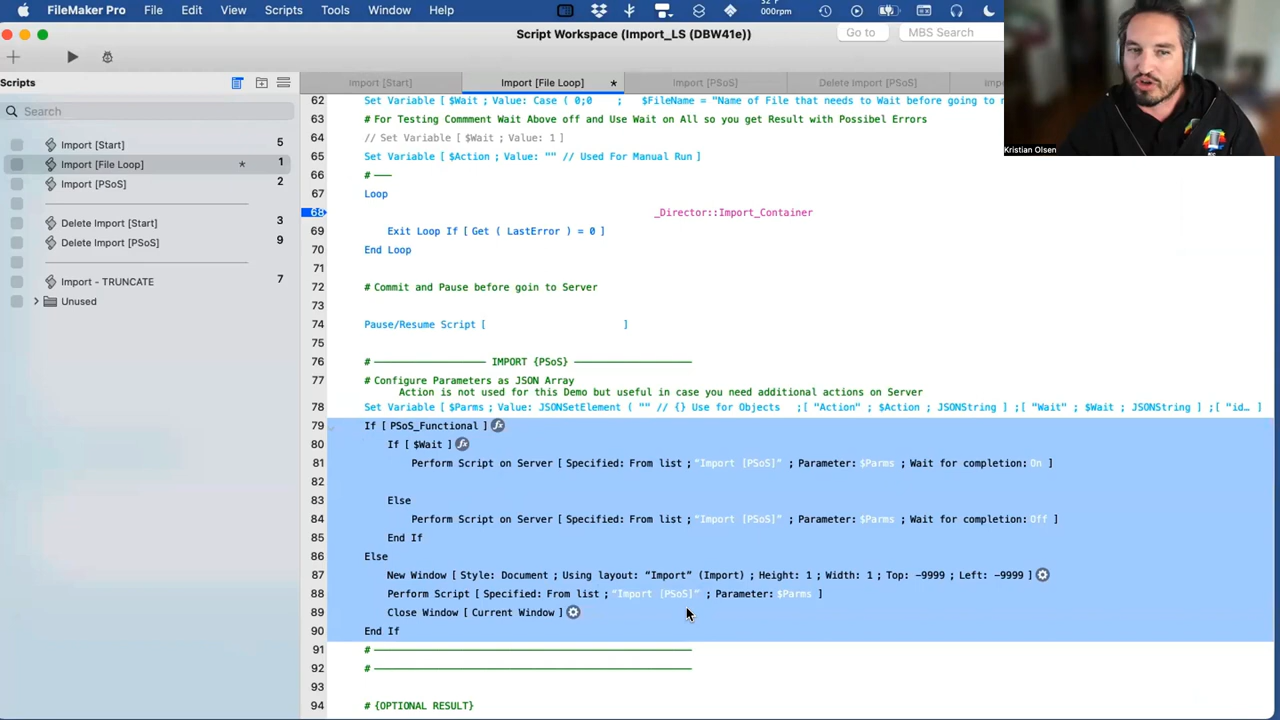 FileMaker Pro File Edit View Scripts Tools Window Help
000rpm
Script Workspace (Import_LS (DBW41e))
Go to
MBS Search
Scripts
Import [Start]
Import [File Loop] *
Import [PSoS]
Delete Import [PSoS]
Search
Import [Start] 5
Import [File Loop] * 1
Import [PSoS] 2
Delete Import [Start] 3
Delete Import [PSoS] 9
Import - TRUNCATE 7
Unused
62 Set Variable [ $Wait ; Value: Case ( 0;0 ; $FileName = "Name of File that needs to Wait before going to
63 # For Testing Commment Wait Above off and Use Wait on All so you get Result with Possibel Errors
64 // Set Variable [ $Wait ; Value: 1 ]
65 Set Variable [ $Action ; Value: "" // Used For Manual Run ]
66 # ——
67 Loop
68 _Director::Import_Container
69 Exit Loop If [ Get ( LastError ) = 0 ]
70 End Loop
71
72 # Commit and Pause before goin to Server
73
74 Pause/Resume Script [ ]
75
76 # —————————— IMPORT {PSoS} ——————————
77 # Configure Parameters as JSON Array
Action is not used for this Demo but useful in case you need additional actions on Server
78 Set Variable [ $Parms ; Value: JSONSetElement ( "" // {} Use for Objects ;[ "Action" ; $Action ; JSONString ] ;[ "Wait" ; $Wait ; JSONString ] ;[ "id… ]
79 If [ PSoS_Functional ]
80 If [ $Wait ]
81 Perform Script on Server [ Specified: From list ; “Import [PSoS]” ; Parameter: $Parms ; Wait for completion: On ]
82
83 Else
84 Perform Script on Server [ Specified: From list ; “Import [PSoS]” ; Parameter: $Parms ; Wait for completion: Off ]
85 End If
86 Else
87 New Window [ Style: Document ; Using layout: “Import” (Import) ; Height: 1 ; Width: 1 ; Top: -9999 ; Left: -9999 ]
88 Perform Script [ Specified: From list ; “Import [PSoS]” ; Parameter: $Parms ]
89 Close Window [ Current Window ]
90 End If
91 # ——————————————————
92 # ——————————————————
93
94 # {OPTIONAL RESULT}
Kristian Olsen